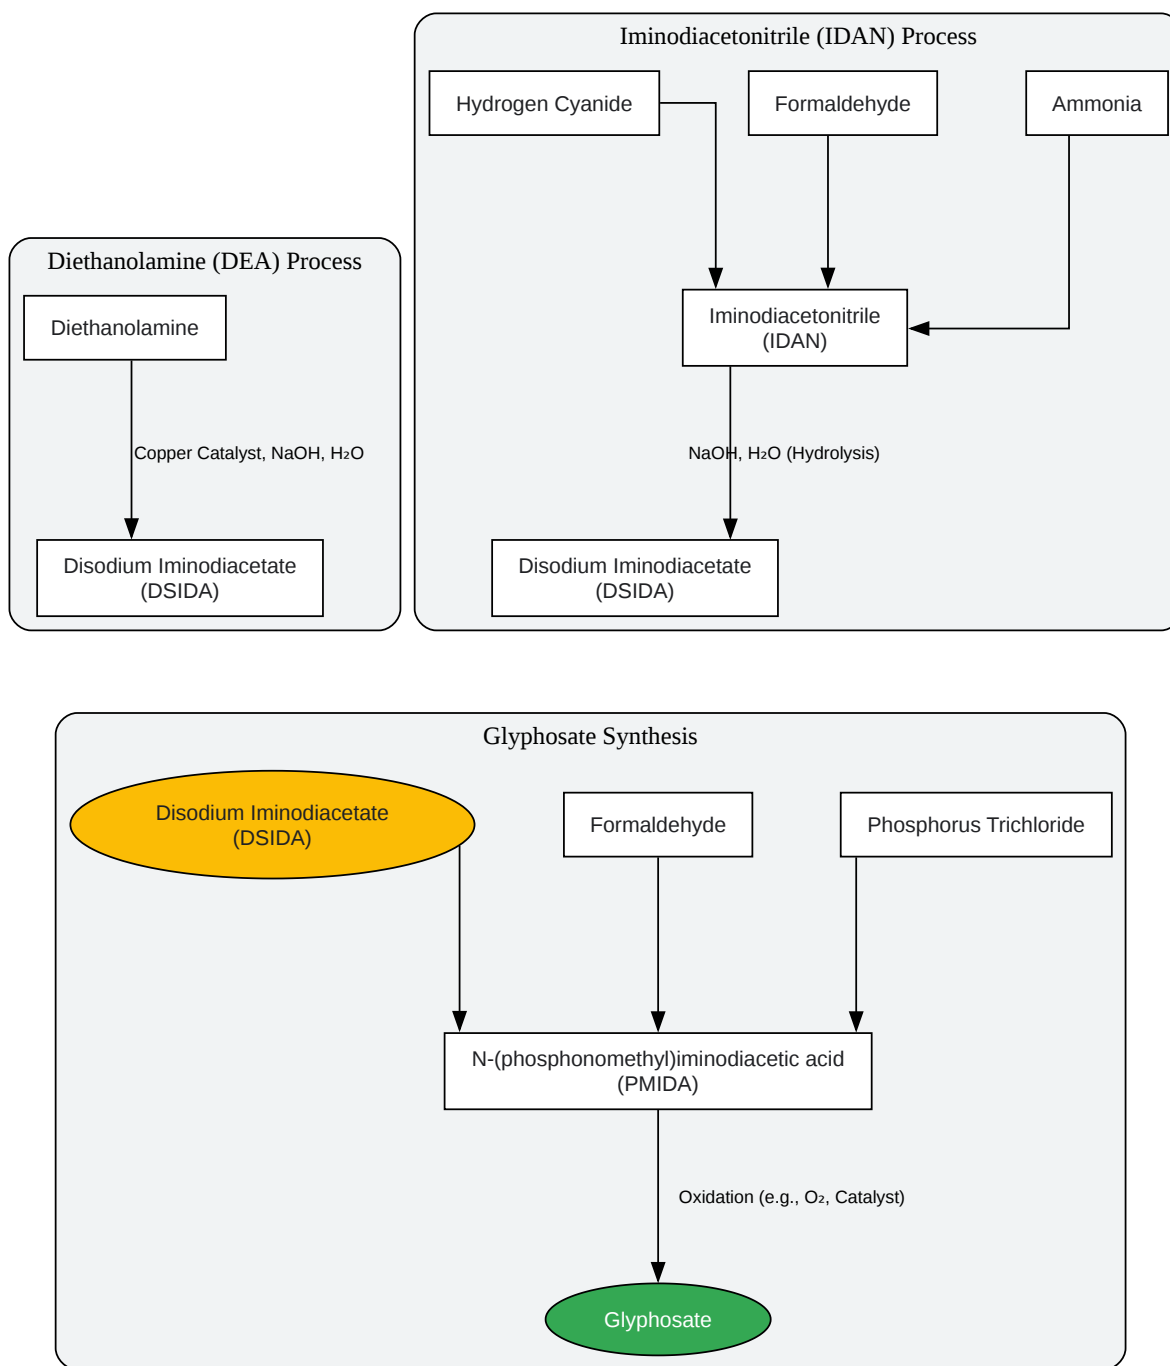 Iminodiacetonitrile (IDAN) Process
Hydrogen Cyanide
Formaldehyde
Ammonia
Diethanolamine (DEA) Process
Diethanolamine
Iminodiacetonitrile
(IDAN)
Copper Catalyst, NaOH, H₂O
NaOH, H₂O (Hydrolysis)
Disodium Iminodiacetate
(DSIDA)
Disodium Iminodiacetate
(DSIDA)
Glyphosate Synthesis
Disodium Iminodiacetate
(DSIDA)
Formaldehyde
Phosphorus Trichloride
N-(phosphonomethyl)iminodiacetic acid
(PMIDA)
Oxidation (e.g., O₂, Catalyst)
Glyphosate